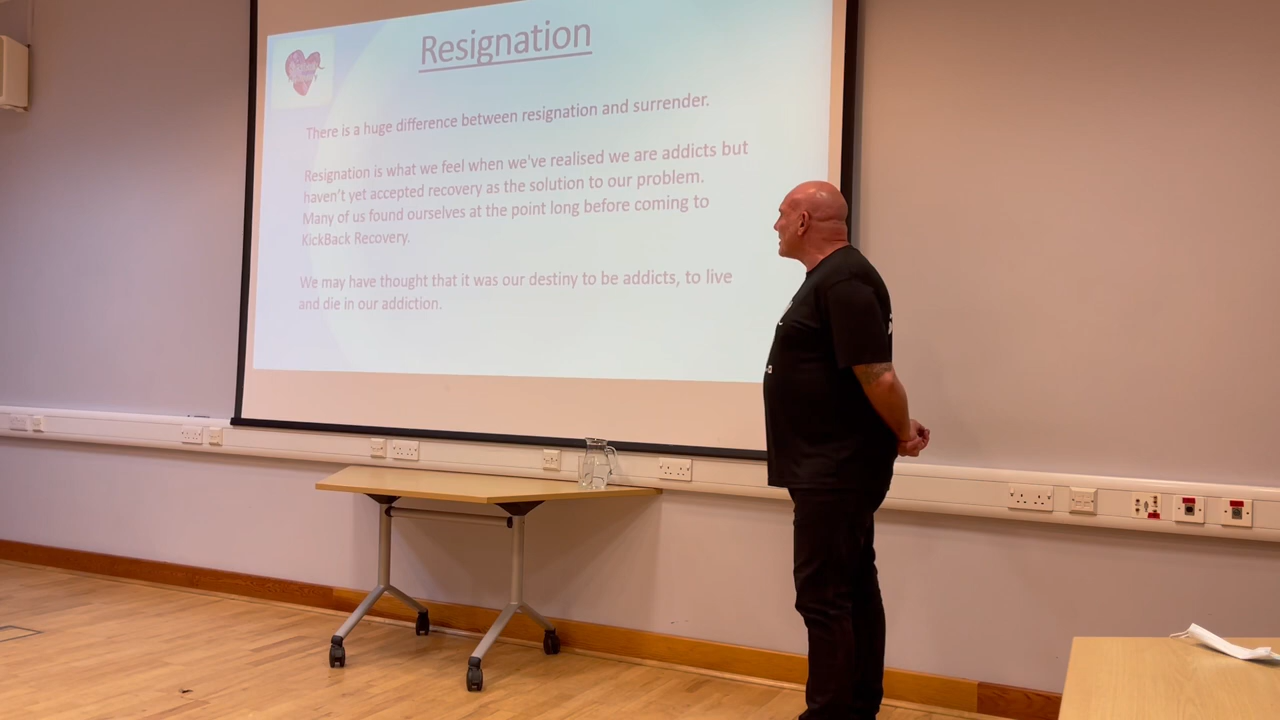 Resignation
There is a huge difference between resignation and surrender.
Resignation is what we feel when we've realised we are addicts but
haven't yet accepted recovery as the solution to our problem.
Many of us found ourselves at the point long before coming to
KickBack Recovery.
We may have thought that it was our destiny to be addicts, to live
and die in our addiction.